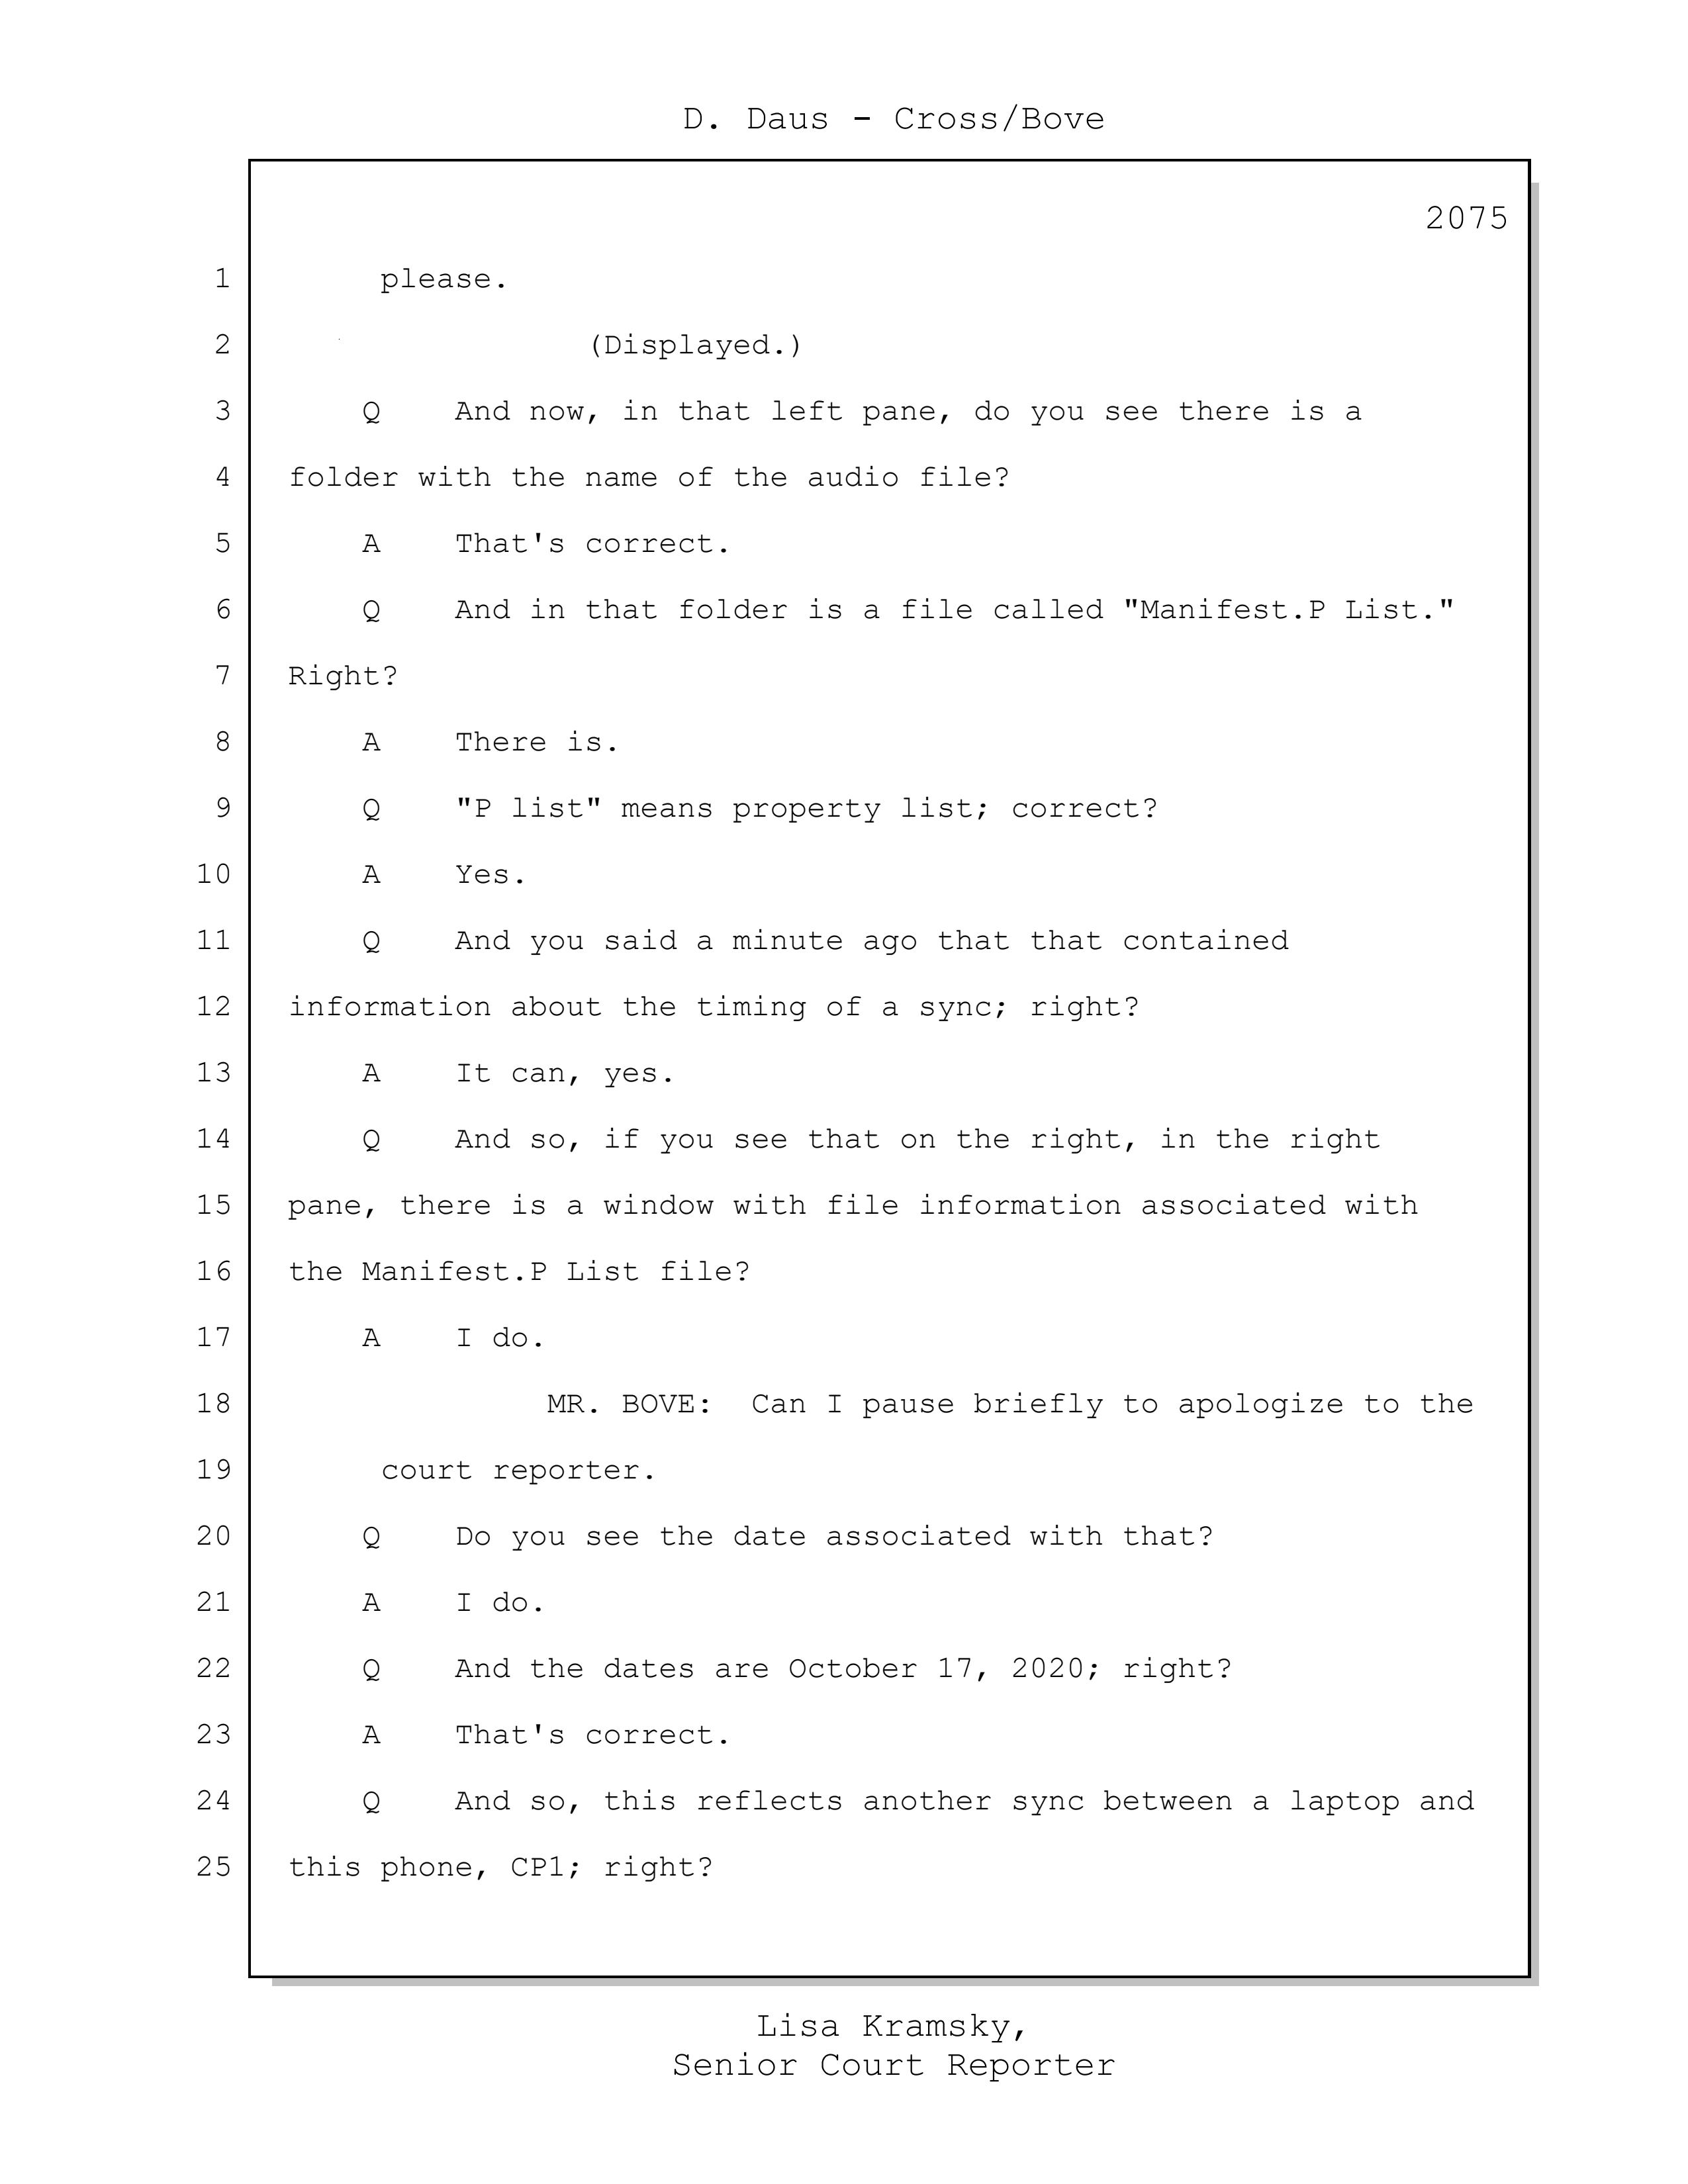 D. Daus - Cross/Bove
2075
1 please.
2 (Displayed.)
3 Q And now, in that left pane, do you see there is a
4 folder with the name of the audio file?
5 A That's correct.
6 Q And in that folder is a file called "Manifest.P List."
7 Right?
8 A There is.
9 Q "P list" means property list; correct?
10 A Yes.
11 Q And you said a minute ago that that contained
12 information about the timing of a sync; right?
13 A It can, yes.
14 Q And so, if you see that on the right, in the right
15 pane, there is a window with file information associated with
16 the Manifest.P List file?
17 A I do.
18 MR. BOVE: Can I pause briefly to apologize to the
19 court reporter.
20 Q Do you see the date associated with that?
21 A I do.
22 Q And the dates are October 17, 2020; right?
23 A That's correct.
24 Q And so, this reflects another sync between a laptop and
25 this phone, CP1; right?
Lisa Kramsky,
Senior Court Reporter